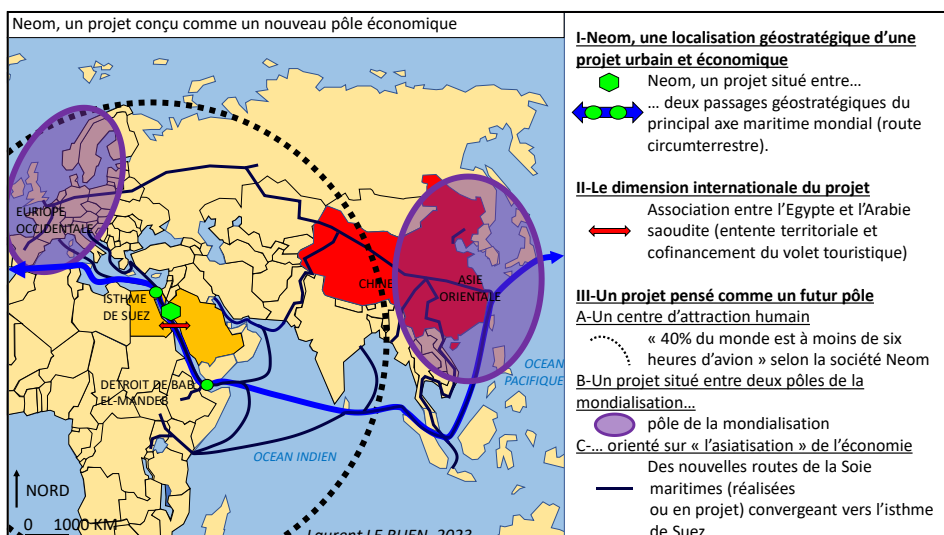 Neom, un projet conçu comme un nouveau pôle économique
EURIOPE
OCCIDENTALE
CHINE
ASIE
ORIENTALE
ISTHME
DE SUEZ
DETROIT DE BAB
EL-MANDEB
OCEAN
PACIFIQUE
OCEAN INDIEN
NORD
0 1000 KM
Laurent LE BUEN, 2023
I-Neom, une localisation géostratégique d’une
projet urbain et économique
Neom, un projet situé entre…
… deux passages géostratégiques du
principal axe maritime mondial (route
circumterrestre).
II-Le dimension internationale du projet
Association entre l’Egypte et l’Arabie
saoudite (entente territoriale et
cofinancement du volet touristique)
III-Un projet pensé comme un futur pôle
A-Un centre d’attraction humain
« 40% du monde est à moins de six
heures d’avion » selon la société Neom
B-Un projet situé entre deux pôles de la
mondialisation…
pôle de la mondialisation
C-… orienté sur « l’asiatisation » de l’économie
Des nouvelles routes de la Soie
maritimes (réalisées
ou en projet) convergeant vers l’isthme
de Suez